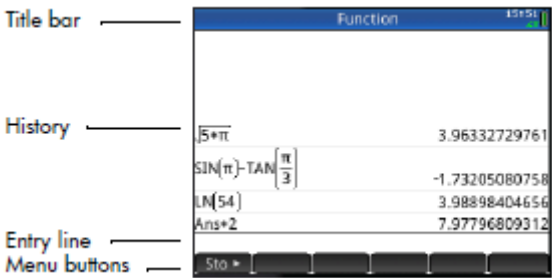 Title bar
Function
15:51
History
√5*π 3.96332729761
SIN(π)-TAN(π/3) -1.73205080758
LN(54) 3.98898404656
Ans*2 7.97796809312
Entry line
Menu buttons
Sto ►